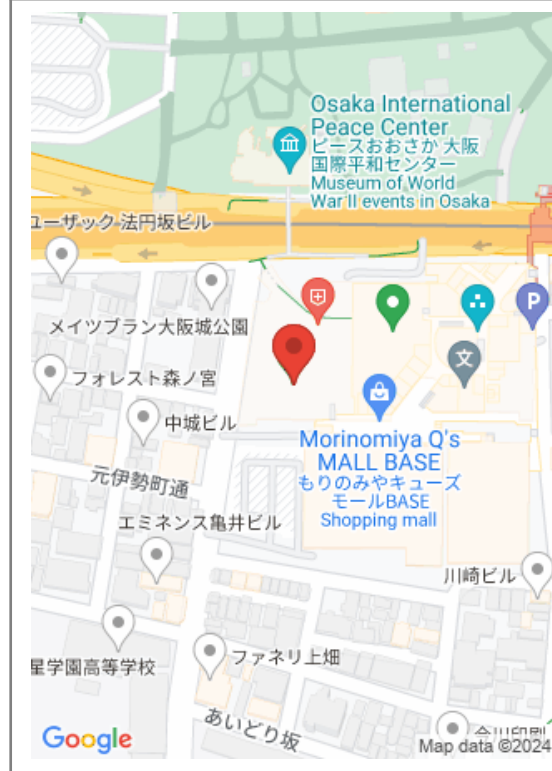 Osaka International
Peace Center
ピースおおさか 大阪
国際平和センター
Museum of World
War II events in Osaka
ユーザック 法円坂ビル
P
メイツブラン大阪城公園
文
フォレスト森ノ宮
中城ビル
Morinomiya Q's
MALL BASE
もりのみやキューズ
モールBASE
Shopping mall
元伊勢町通
エミネンス亀井ビル
川崎ビル
星学園高等学校
ファネリ上畑
あいどり坂
Google
Map data ©2024